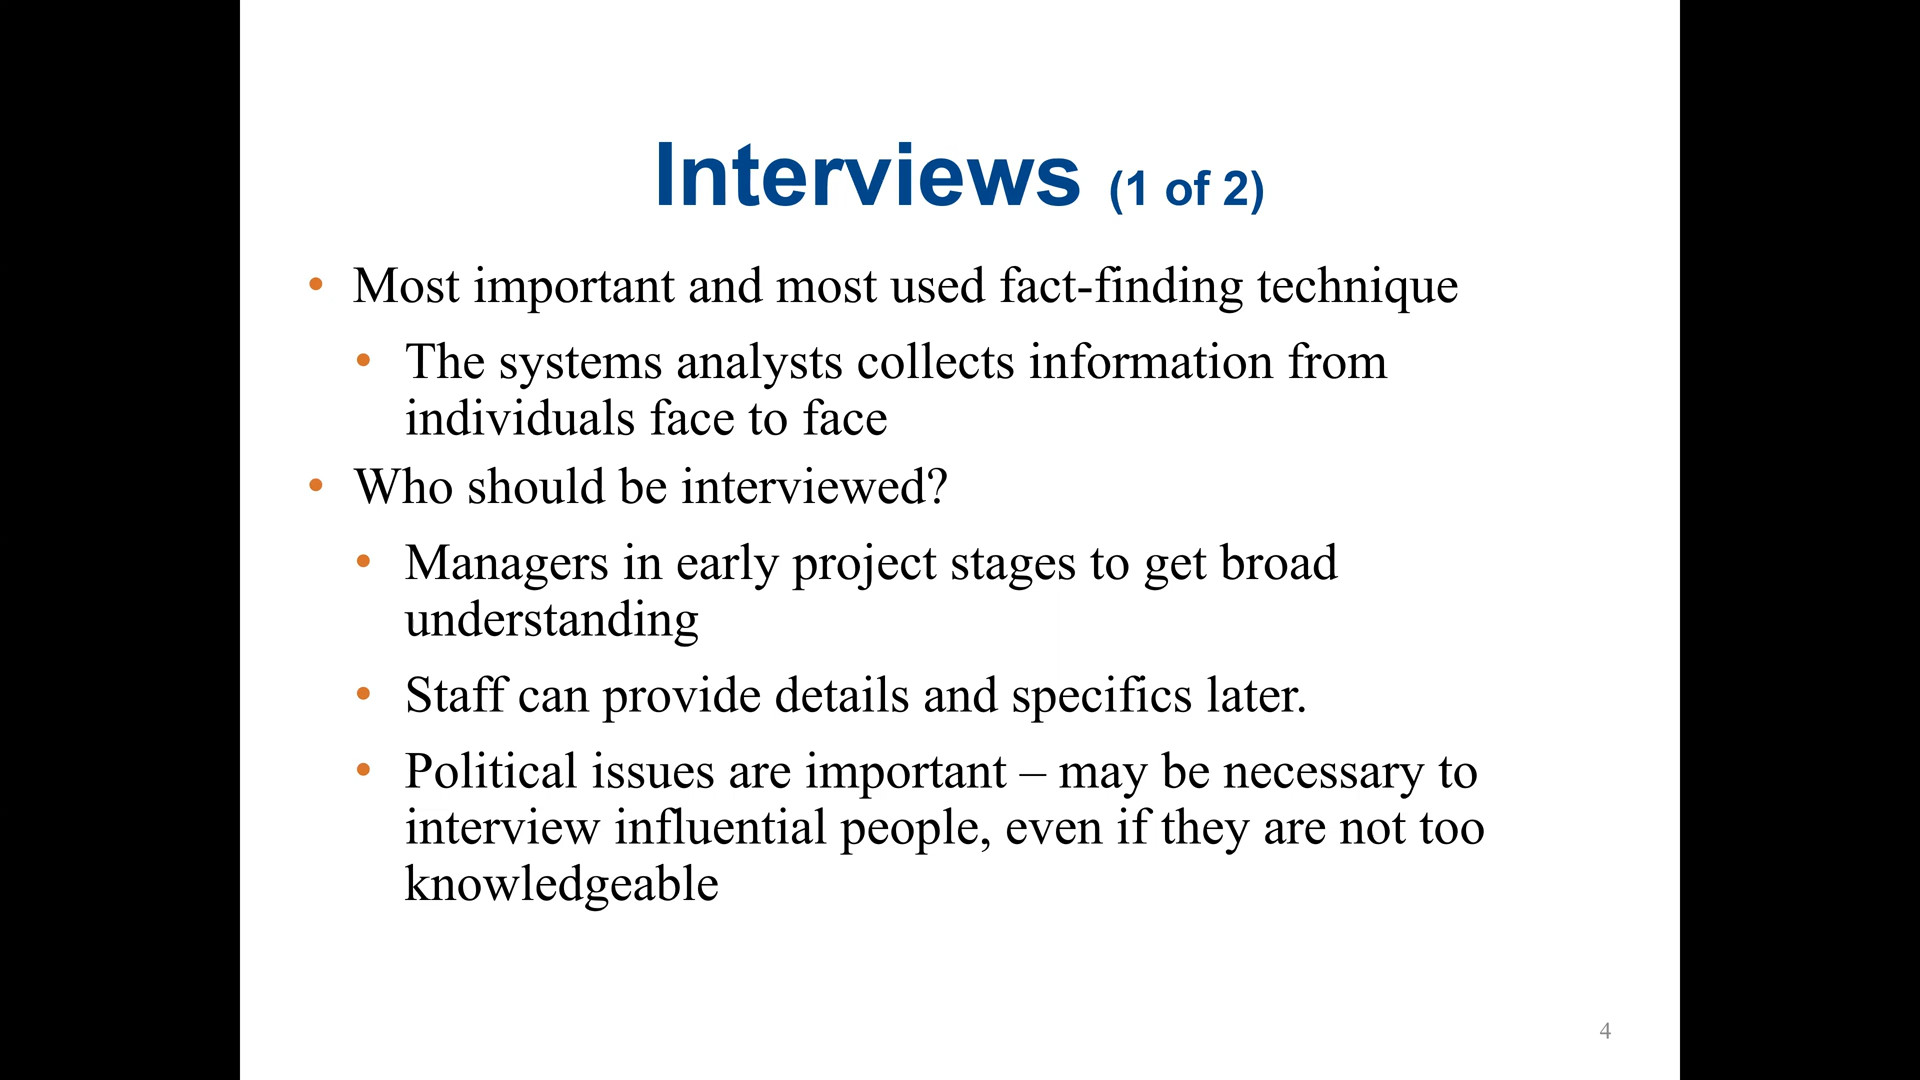 Interviews (1 of 2)
• Most important and most used fact-finding technique
• The systems analysts collects information from
individuals face to face
• Who should be interviewed?
• Managers in early project stages to get broad
understanding
• Staff can provide details and specifics later.
• Political issues are important – may be necessary to
interview influential people, even if they are not too
knowledgeable
4